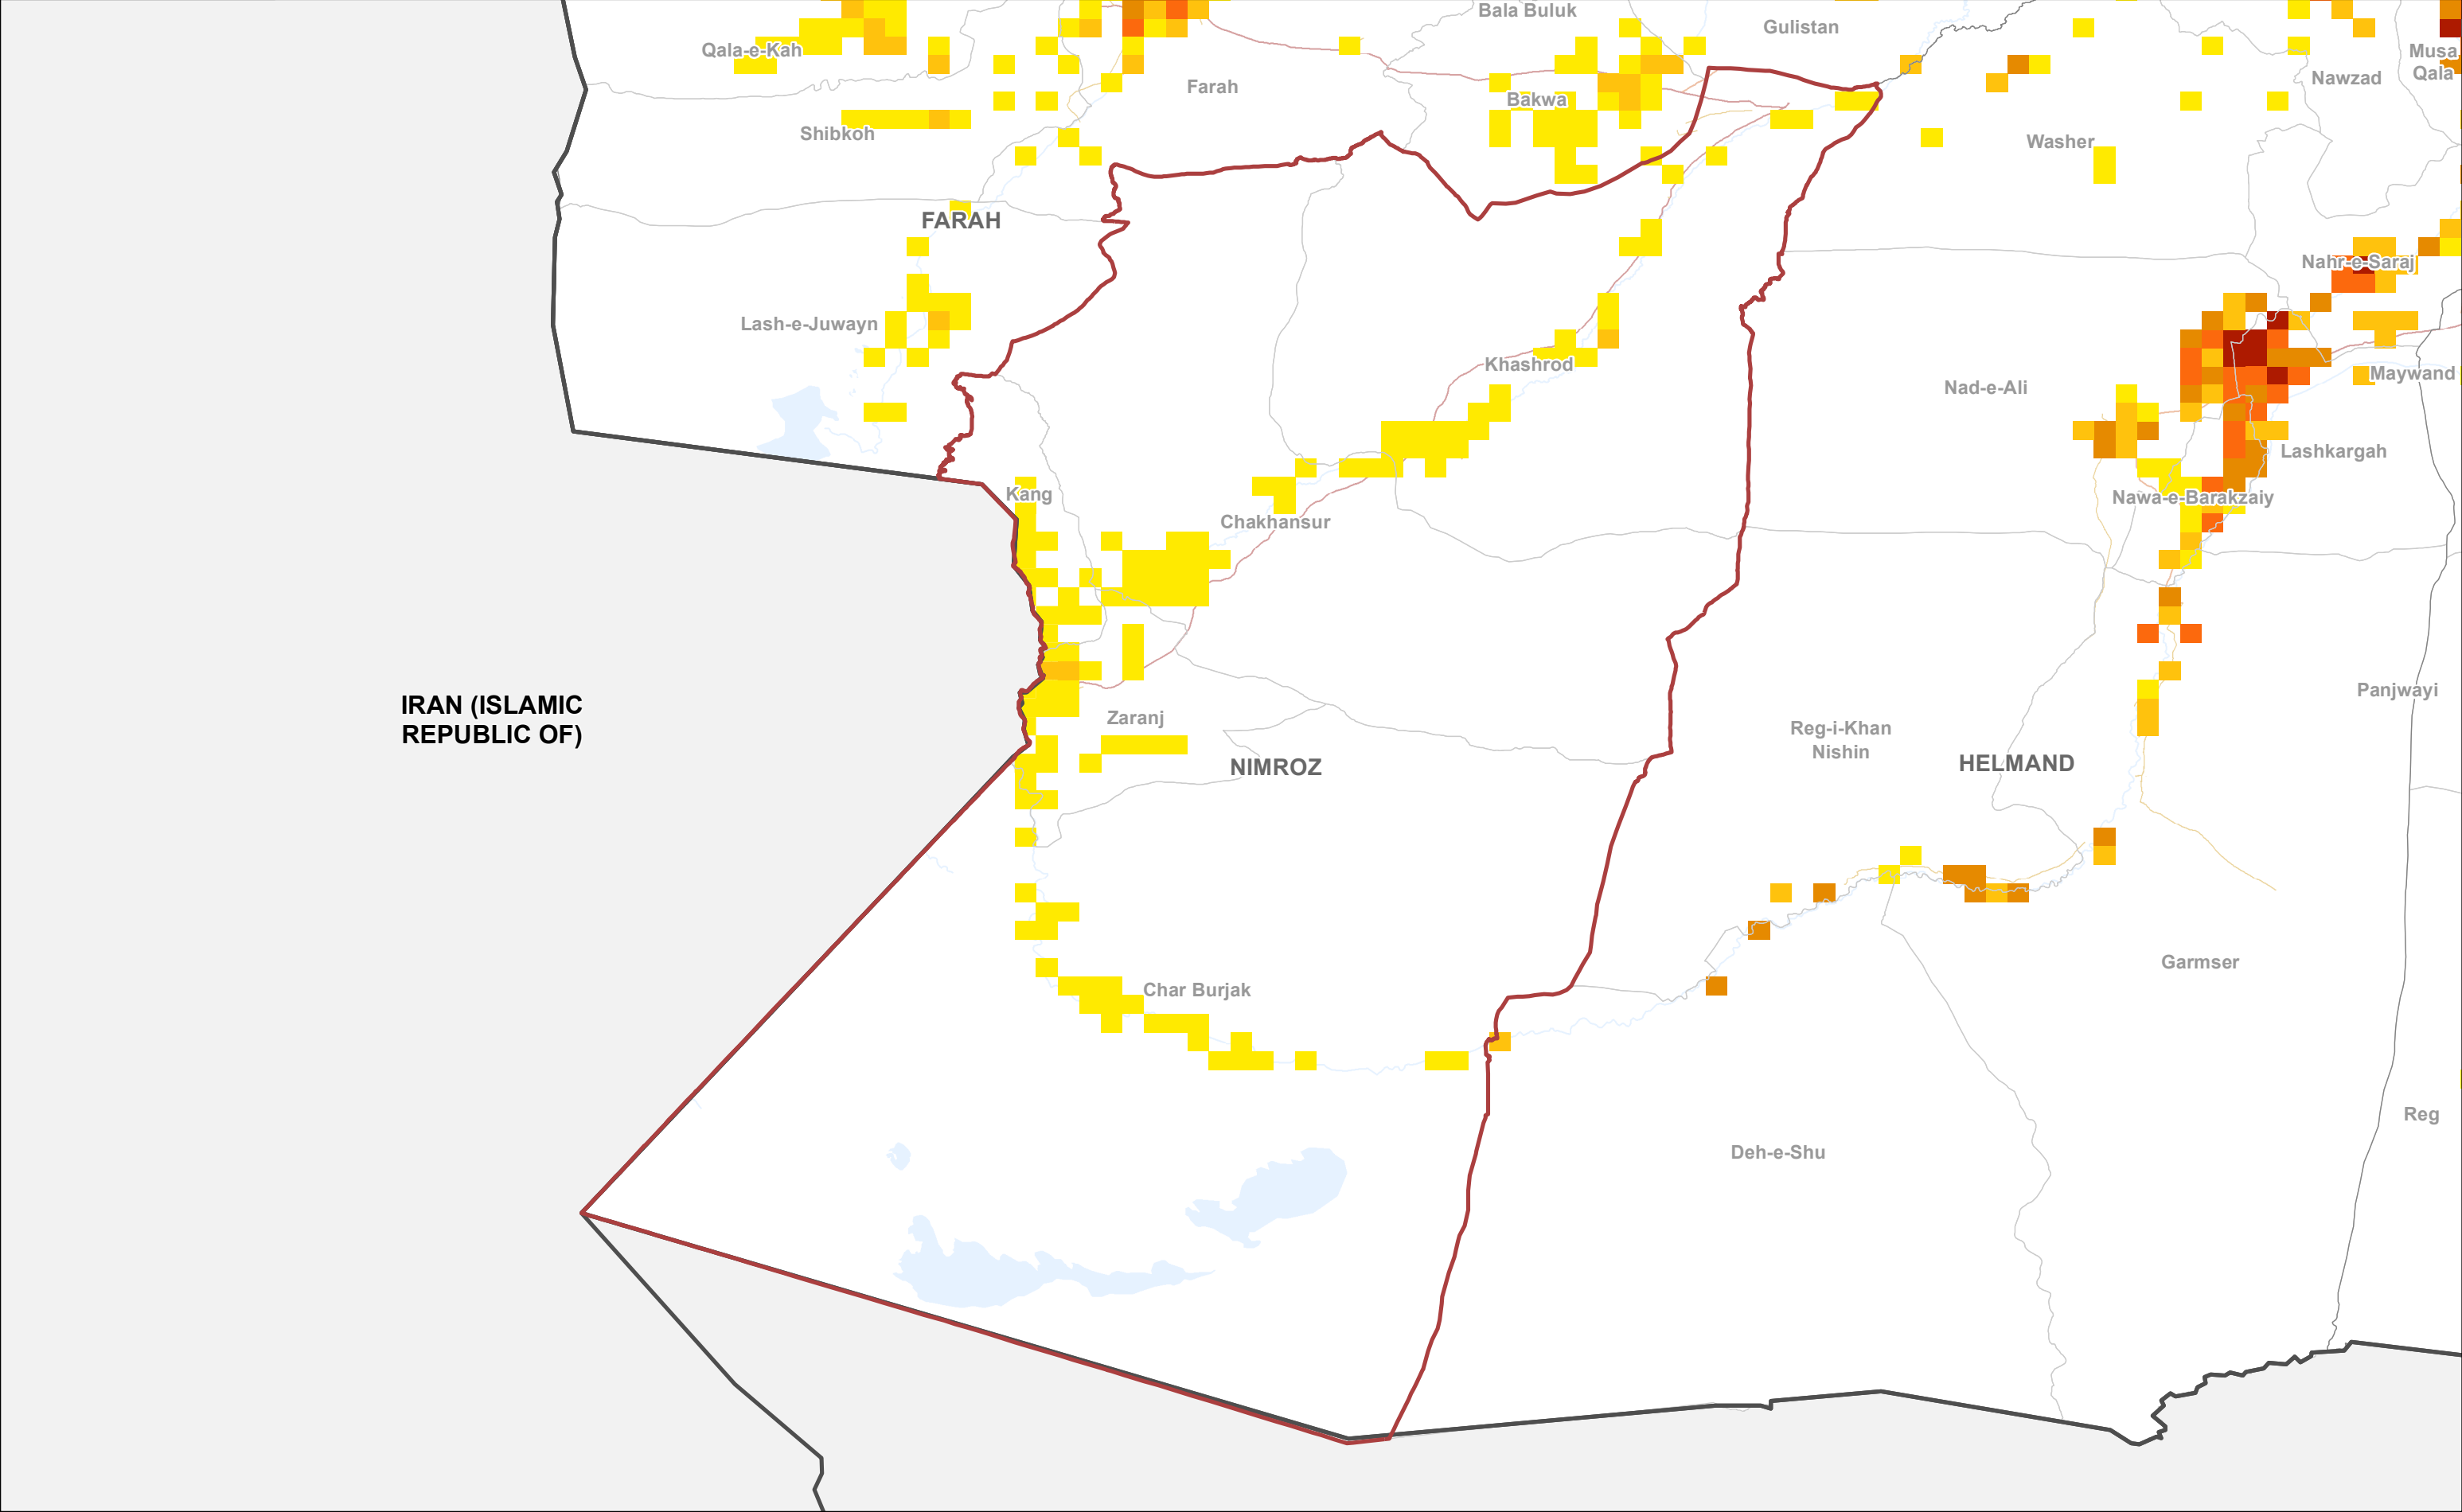 Bala Buluk
Gulistan
Qala-e-Kah
Musa
Qala
Nawzad
Farah
Bakwa
Shibkoh
Washer
FARAH
Nahr-e-Saraj
Lash-e-Juwayn
Khashrod
Maywand
Nad-e-Ali
Lashkargah
Kang
Nawa-e-Barakzaiy
Chakhansur
Panjwayi
IRAN (ISLAMIC
REPUBLIC OF)
Zaranj
Reg-i-Khan
Nishin
NIMROZ
HELMAND
Garmser
Char Burjak
Reg
Deh-e-Shu